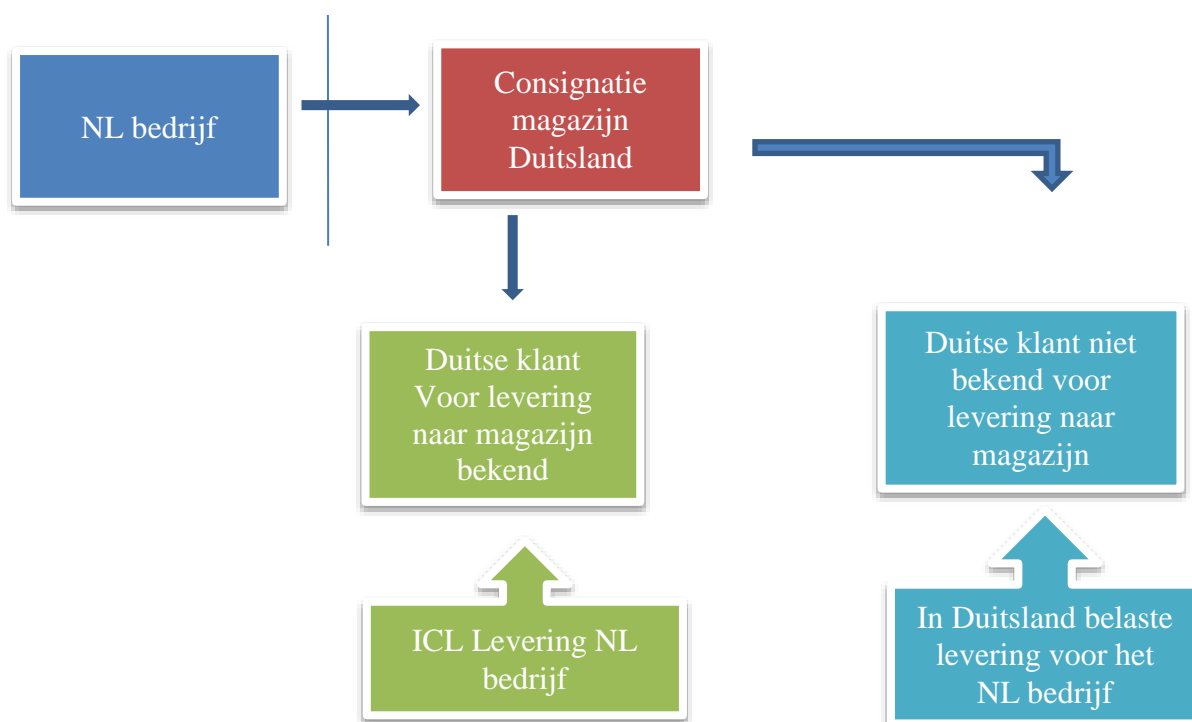 NL bedrijf
Consignatie
magazijn
Duitsland
Duitse klant
Voor levering
naar magazijn
bekend
Duitse klant niet
bekend voor
levering naar
magazijn
ICL Levering NL
bedrijf
In Duitsland belaste
levering voor het
NL bedrijf